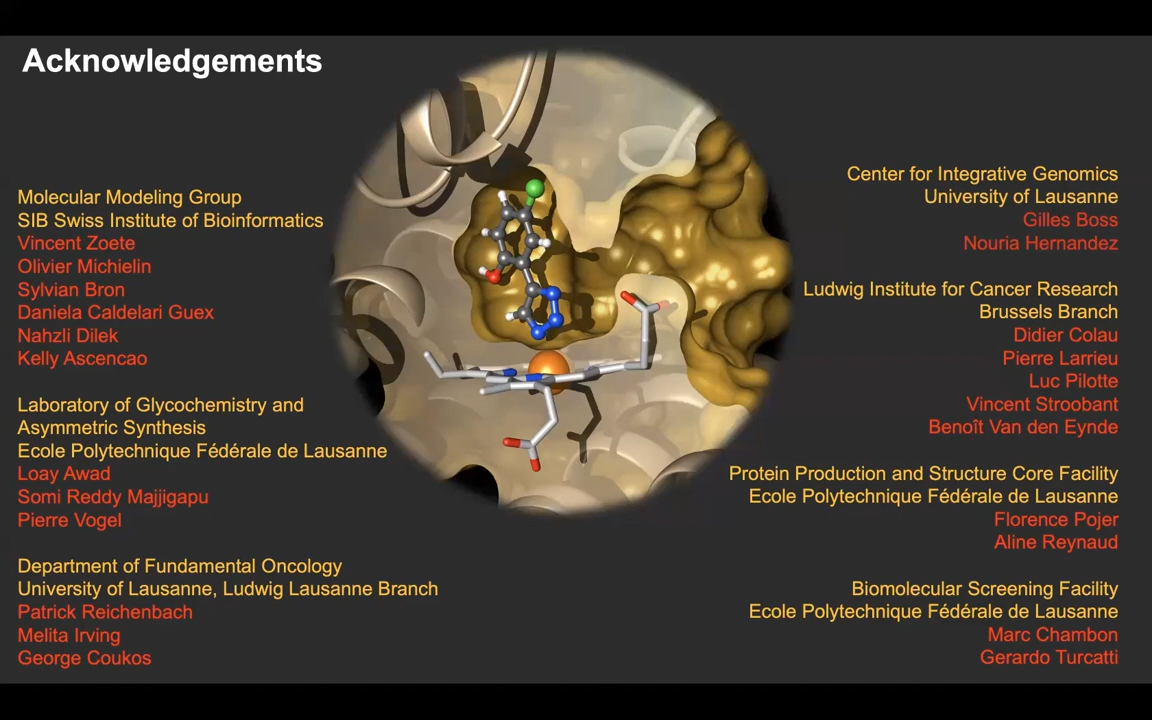 Acknowledgements
Molecular Modeling Group
SIB Swiss Institute of Bioinformatics
Vincent Zoete
Olivier Michielin
Sylvian Bron
Daniela Caldelari Guex
Nahzli Dilek
Kelly Ascencao
Laboratory of Glycochemistry and
Asymmetric Synthesis
Ecole Polytechnique Fédérale de Lausanne
Loay Awad
Somi Reddy Majjigapu
Pierre Vogel
Department of Fundamental Oncology
University of Lausanne, Ludwig Lausanne Branch
Patrick Reichenbach
Melita Irving
George Coukos
Center for Integrative Genomics
University of Lausanne
Gilles Boss
Nouria Hernandez
Ludwig Institute for Cancer Research
Brussels Branch
Didier Colau
Pierre Larrieu
Luc Pilotte
Vincent Stroobant
Benoît Van den Eynde
Protein Production and Structure Core Facility
Ecole Polytechnique Fédérale de Lausanne
Florence Pojer
Aline Reynaud
Biomolecular Screening Facility
Ecole Polytechnique Fédérale de Lausanne
Marc Chambon
Gerardo Turcatti